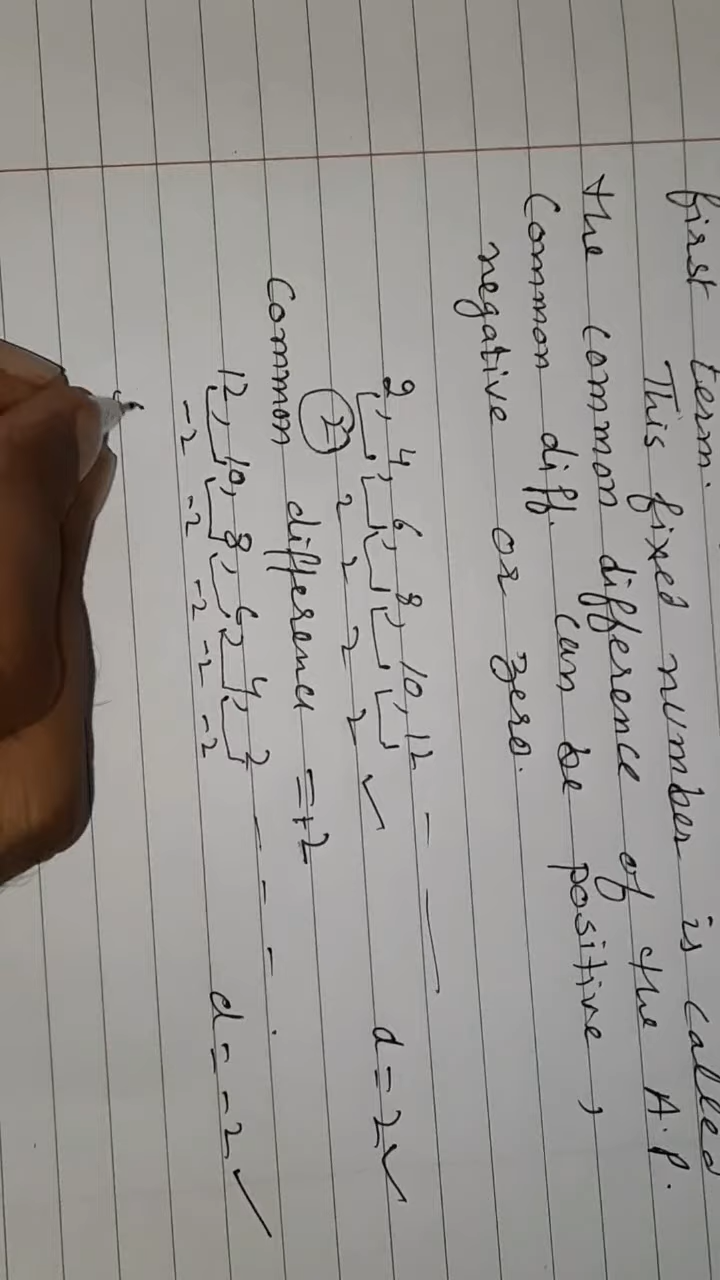 first term.
This fixed number is called
the common difference of the A.P.
Common diff. can be positive,
negative or zero.
2, 4, 6, 8, 10, 12 - — d = 2 ✓
2 2 2 2 2 ✓
Common difference = +2
12, 10, 8, 6, 4, 2 - - - . d = -2 ✓
-2 -2 -2 -2 -2